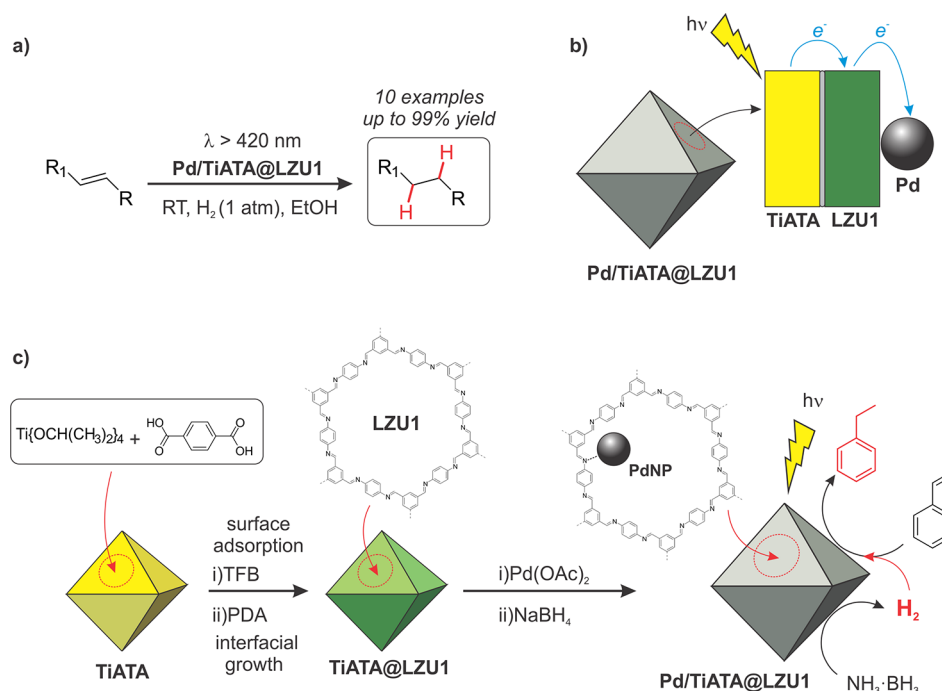 a)
10 examples
up to 99% yield
λ > 420 nm
Pd/TiATA@LZU1
RT, H2 (1 atm), EtOH
R1
R
R1
H
H
R
b)
hν
e-
e-
Pd
TiATA LZU1
Pd/TiATA@LZU1
c)
Ti{OCH(CH3)2}4 +
HO
O
O
OH
LZU1
N
PdNP
N
hν
surface
adsorption
i)TFB
ii)PDA
interfacial
growth
i)Pd(OAc)2
ii)NaBH4
H2
TiATA
TiATA@LZU1
Pd/TiATA@LZU1
NH3·BH3